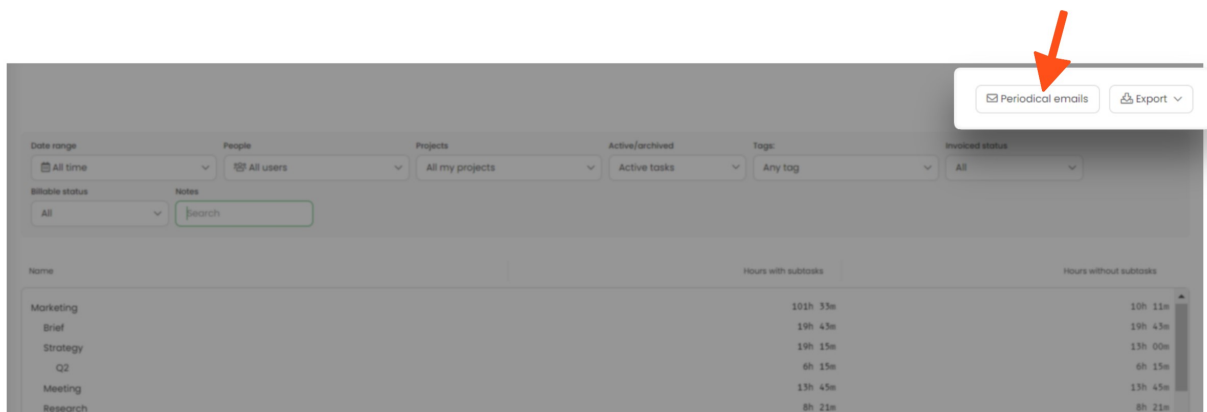 Periodical emails Export
Date range People Projects Active/archived Tags: Invoiced status
All time All users All my projects Active tasks Any tag All
Billable status Notes
All Search
Name Hours with subtasks Hours without subtasks
Marketing 101h 33m 10h 11m
Brief 19h 43m 19h 43m
Strategy 19h 15m 13h 00m
Q2 6h 15m 6h 15m
Meeting 13h 45m 13h 45m
Research 8h 21m 8h 21m